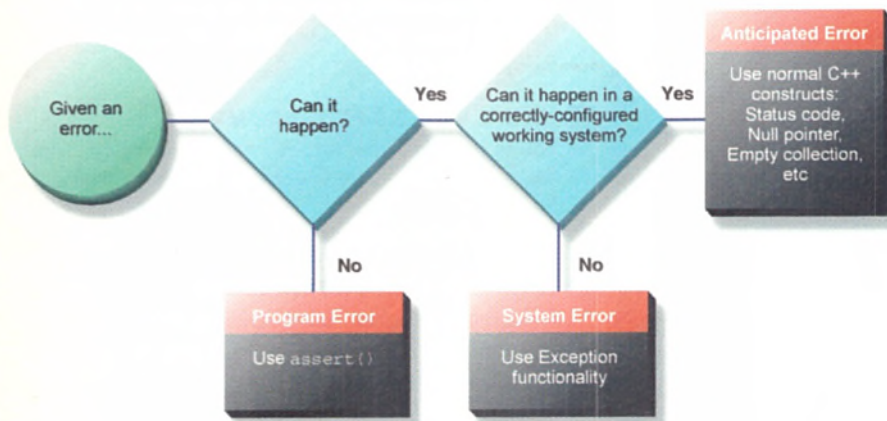 Given an
error...
Can it
happen?
Yes
Can it happen in a
correctly-configured
working system?
Yes
Anticipated Error
Use normal C++
constructs:
Status code,
Null pointer,
Empty collection,
etc
No
Program Error
Use assert()
No
System Error
Use Exception
functionality